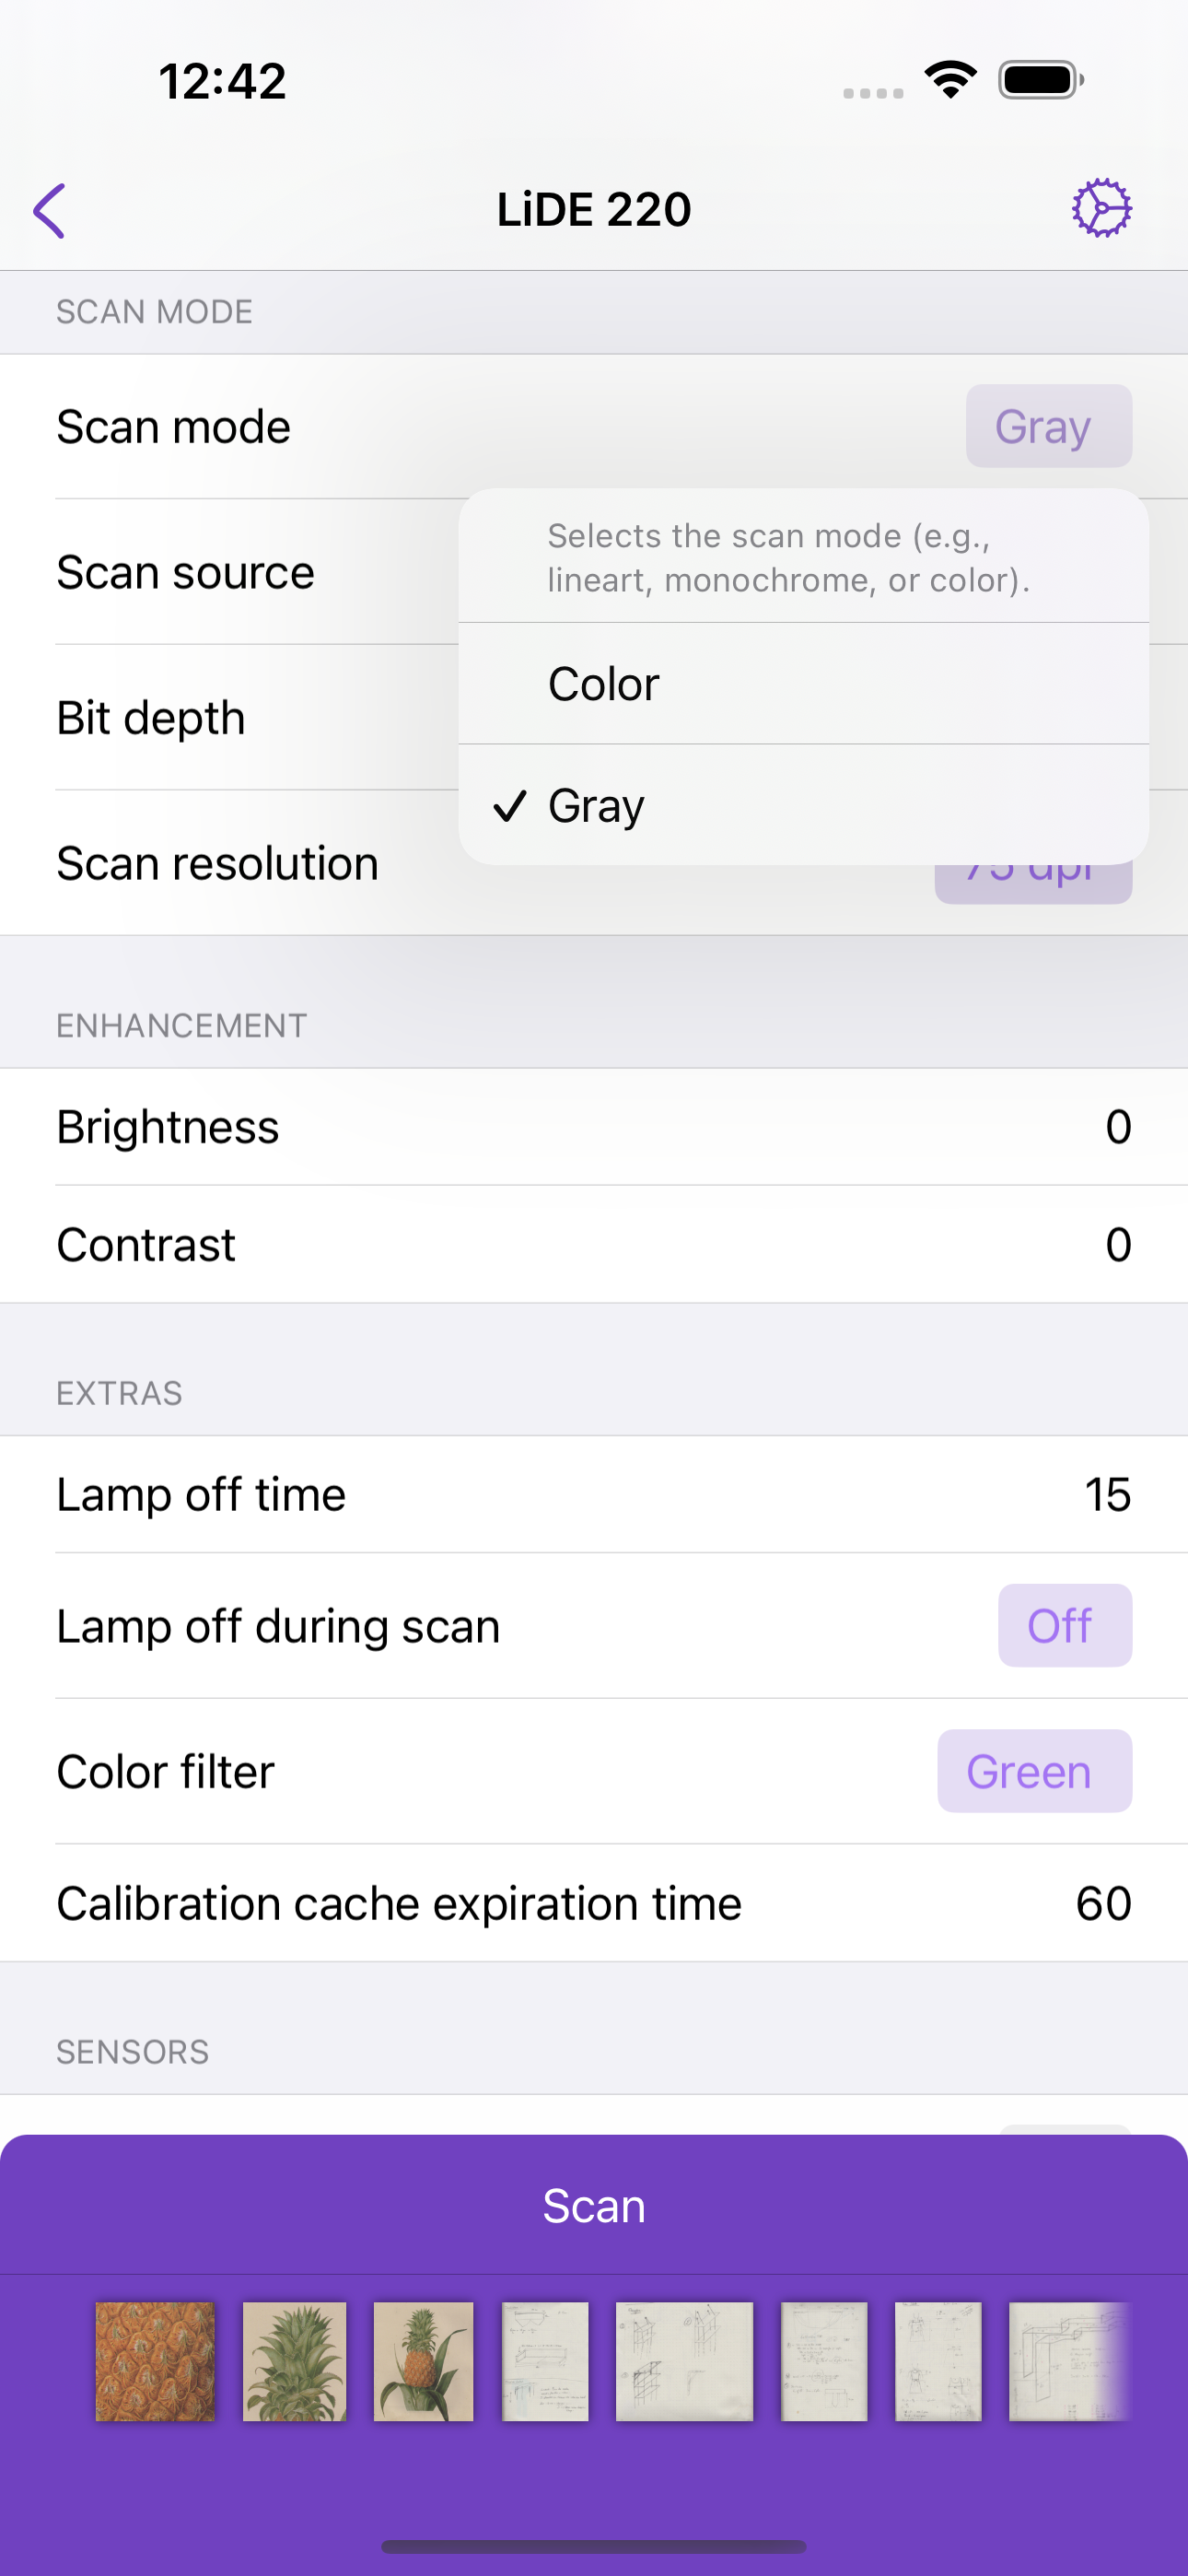 12:42
LiDE 220
SCAN MODE
Scan mode
Gray
Scan source
Selects the scan mode (e.g.,
lineart, monochrome, or color).
Color
Bit depth
Gray
Scan resolution
75 dpi
ENHANCEMENT
Brightness
0
Contrast
0
EXTRAS
Lamp off time
15
Lamp off during scan
Off
Color filter
Green
Calibration cache expiration time
60
SENSORS
Scan